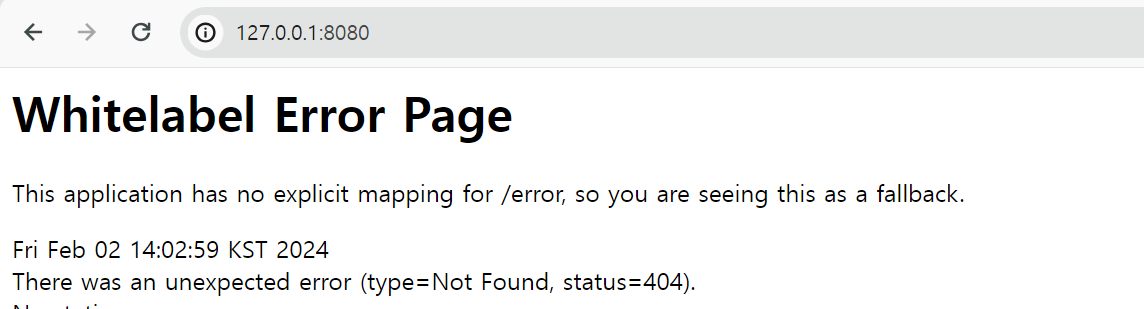 127.0.0.1:8080
Whitelabel Error Page
This application has no explicit mapping for /error, so you are seeing this as a fallback.
Fri Feb 02 14:02:59 KST 2024
There was an unexpected error (type=Not Found, status=404).